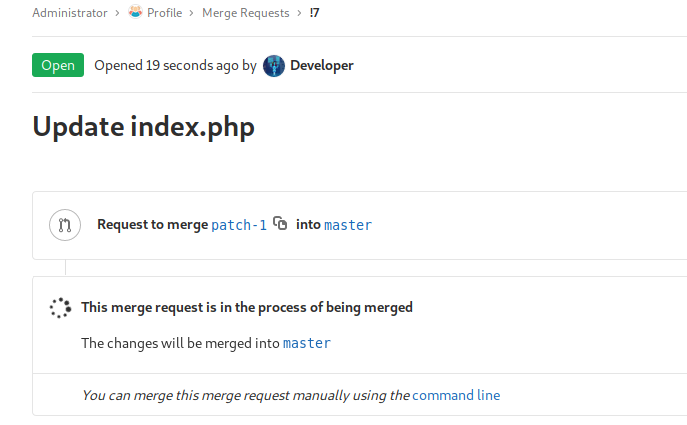 Administrator > Profile > Merge Requests > !7
Open Opened 19 seconds ago by Developer
Update index.php
Request to merge patch-1 into master
This merge request is in the process of being merged
The changes will be merged into master
You can merge this merge request manually using the command line